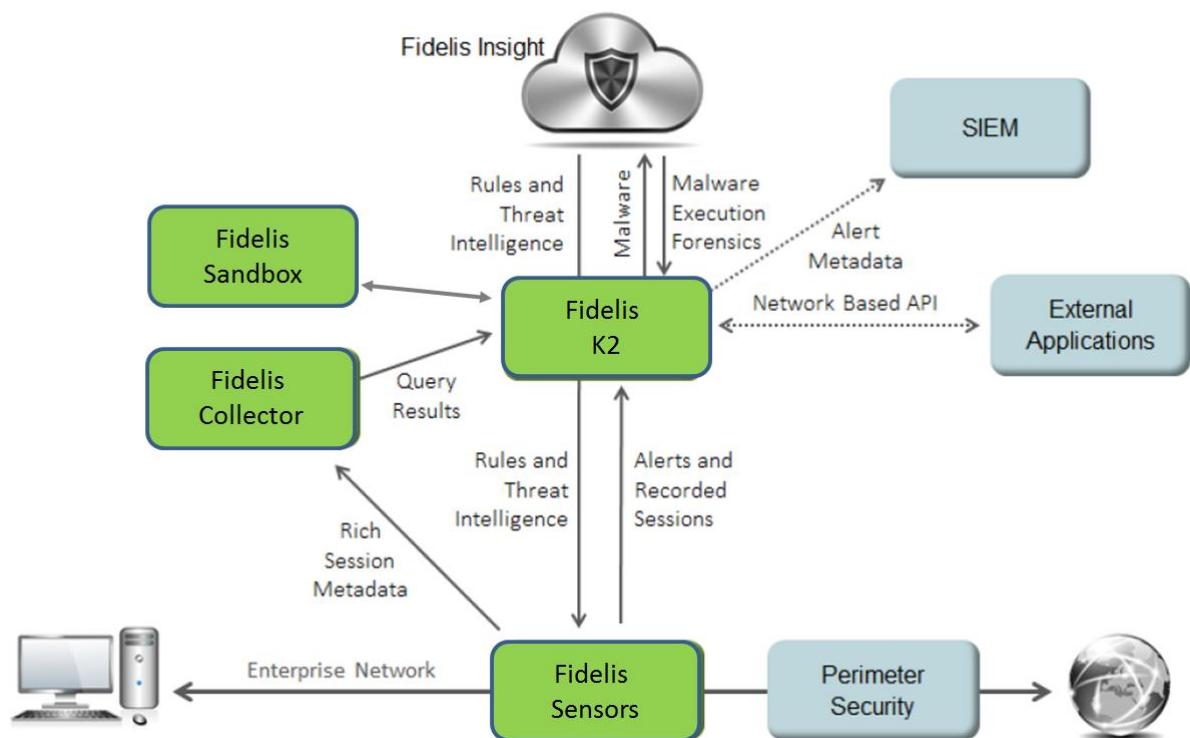 Fidelis Insight
SIEM
Rules and
Threat
Intelligence
Malware
Malware
Execution
Forensics
Alert
Metadata
Fidelis
Sandbox
Fidelis
K2
Network Based API
External
Applications
Fidelis
Collector
Query
Results
Rules and
Threat
Intelligence
Alerts and
Recorded
Sessions
Rich
Session
Metadata
Enterprise Network
Fidelis
Sensors
Perimeter
Security